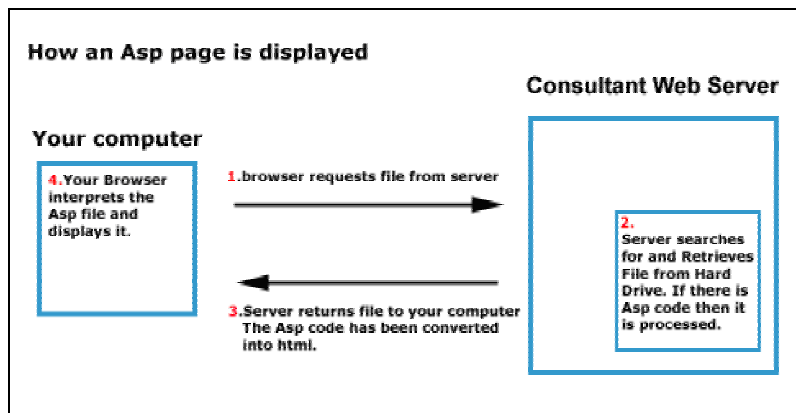 How an Asp page is displayed
Consultant Web Server
Your computer
4.Your Browser
interprets the
Asp file and
displays it.
1.browser requests file from server
2.
Server searches
for and Retrieves
File from Hard
Drive. If there is
Asp code then it
is processed.
3.Server returns file to your computer
The Asp code has been converted
into html.